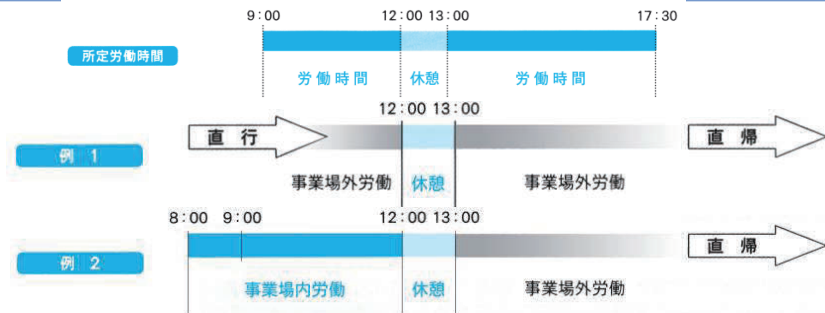 9:00 12:00 13:00 17:30
所定労働時間
労働時間 休憩 労働時間
12:00 13:00
直 行 直 帰
例 1
事業場外労働 休憩 事業場外労働
8:00 9:00 12:00 13:00
直 帰
例 2
事業場内労働 休憩 事業場外労働